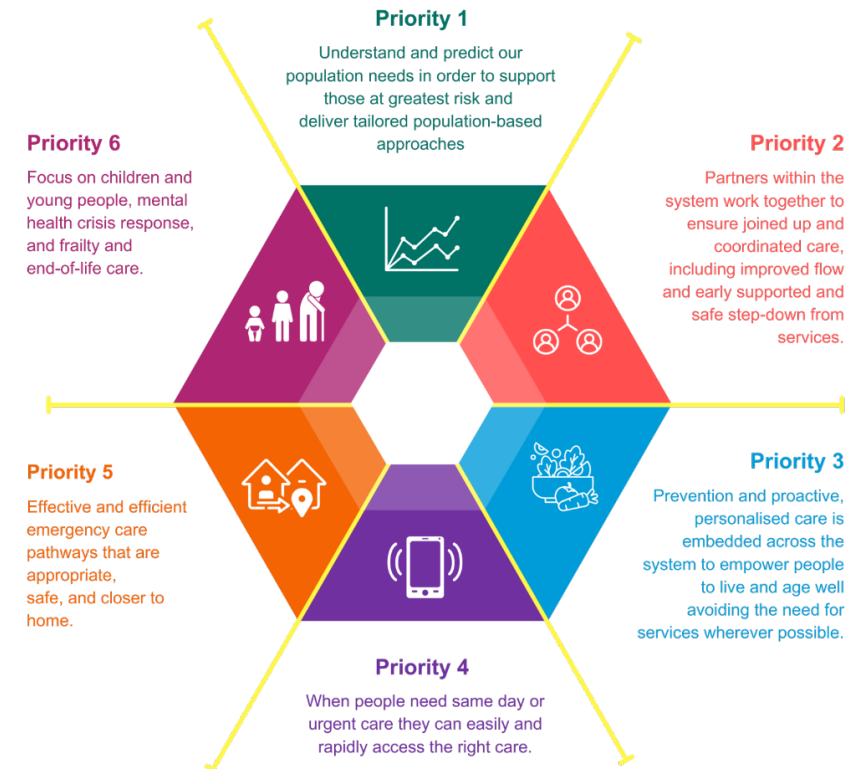 Priority 1
Understand and predict our
population needs in order to support
those at greatest risk and
deliver tailored population-based
approaches
Priority 2
Partners within the
system work together to
ensure joined up and
coordinated care,
including improved flow
and early supported and
safe step-down from
services.
Priority 3
Prevention and proactive,
personalised care is
embedded across the
system to empower people
to live and age well
avoiding the need for
services wherever possible.
Priority 4
When people need same day or
urgent care they can easily and
rapidly access the right care.
Priority 5
Effective and efficient
emergency care
pathways that are
appropriate,
safe, and closer to
home.
Priority 6
Focus on children and
young people, mental
health crisis response,
and frailty and
end-of-life care.